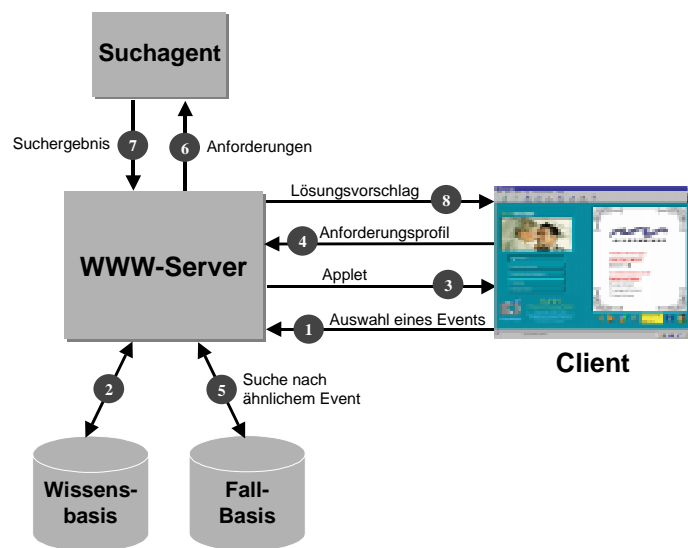 Suchagent
Suchergebnis
7
6
Anforderungen
Lösungsvorschlag
8
4
Anforderungsprofil
WWW-Server
Applet
3
1
Auswahl eines Events
Client
2
5
Suche nach
ähnlichem Event
Wissens-
basis
Fall-
Basis